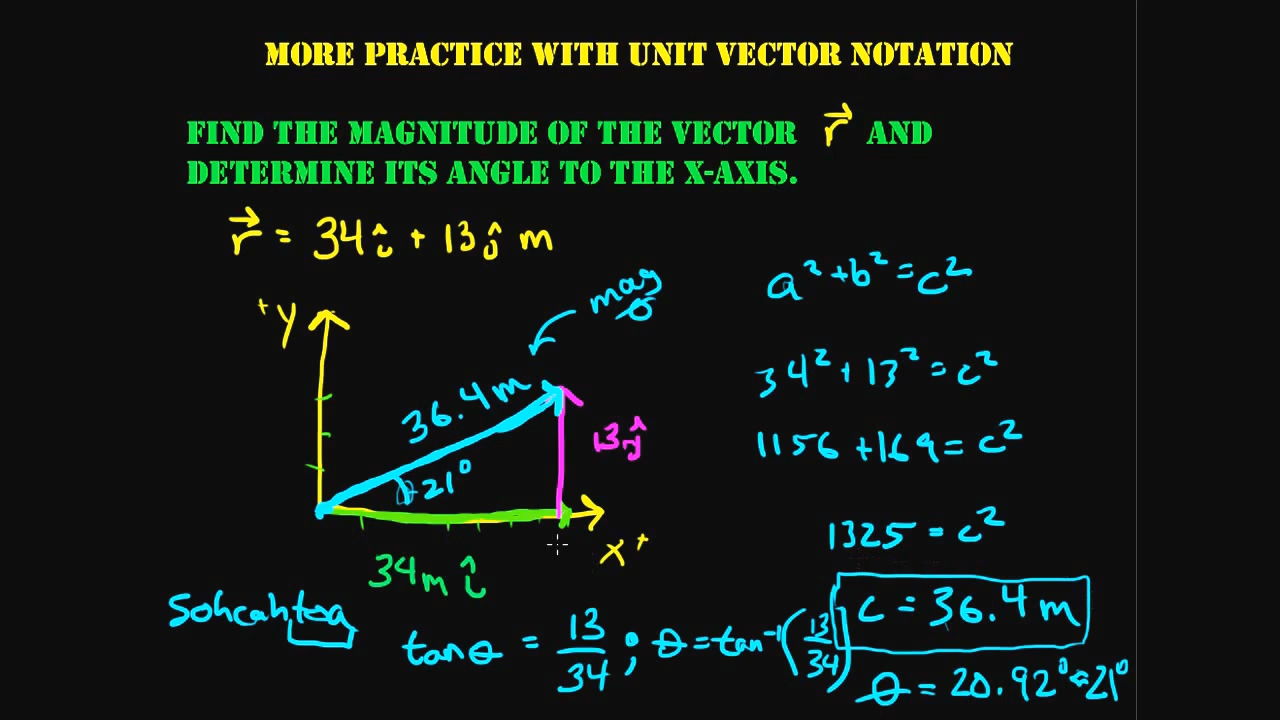 MORE PRACTICE WITH UNIT VECTOR NOTATION
FIND THE MAGNITUDE OF THE VECTOR r⃗ AND
DETERMINE ITS ANGLE TO THE X-AXIS.
r⃗ = 34î + 13ĵ m
a² + b² = c²
mag
θ
+y
34² + 13² = c²
36.4 m
13ĵ
1156 + 169 = c²
+21°
1325 = c²
x+
34m î
c = 36.4 m
Sohcahtoa
tanθ = 13/34 ; θ = tan⁻¹(13/34)
θ = 20.92° ≈ 21°